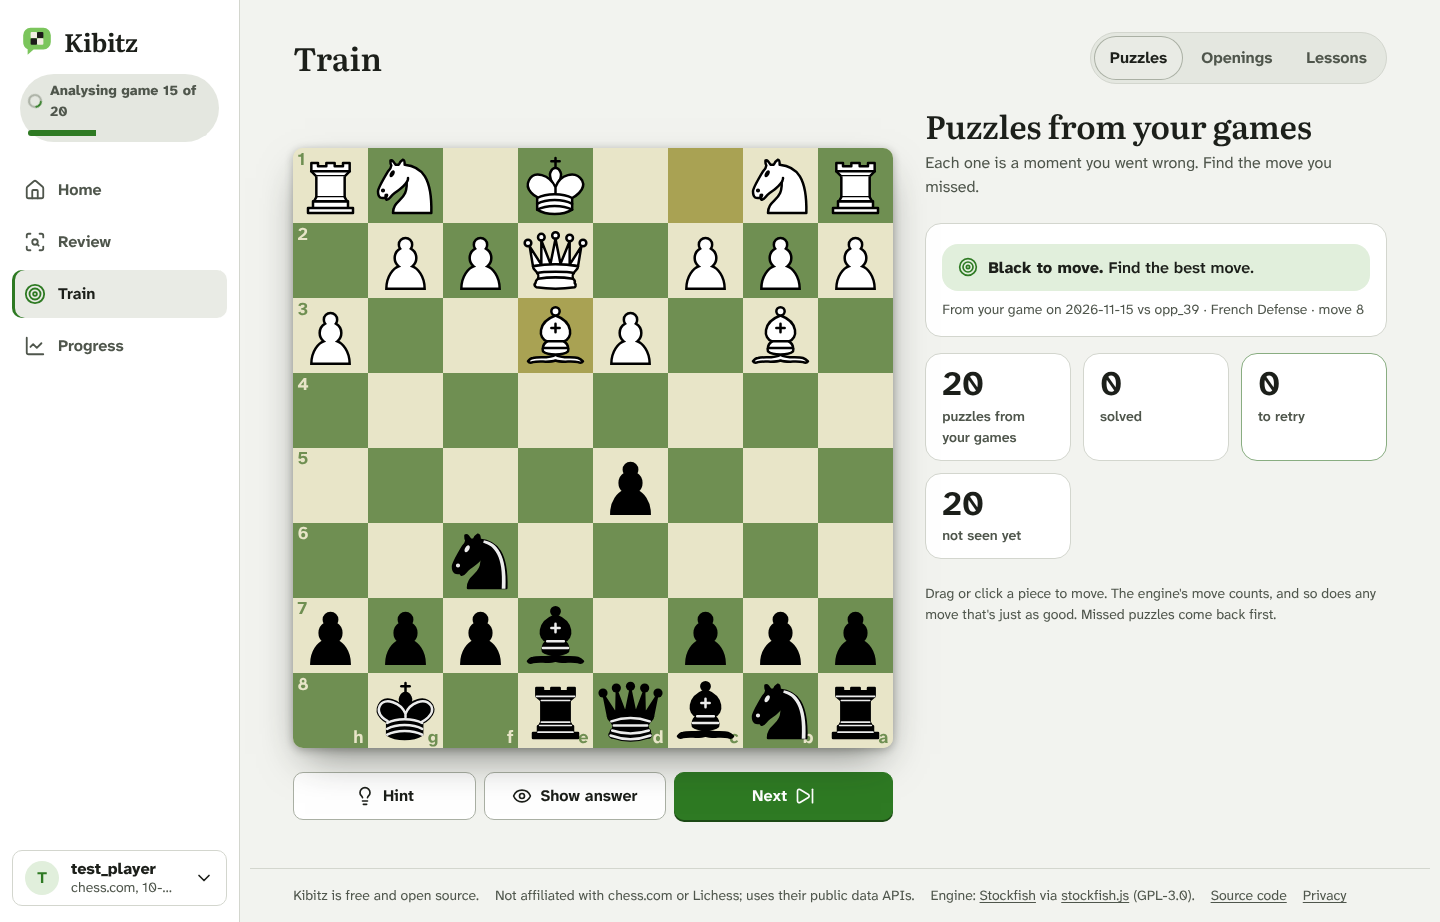 Kibitz
Analysing game 15 of
20
Home
Review
Train
Progress
test_player
chess.com, 10-...
T
Train
Puzzles
Openings
Lessons
1
2
3
4
5
6
7
8
h
g
f
e
d
c
b
a
Hint
Show answer
Next
Puzzles from your games
Each one is a moment you went wrong. Find the move you
missed.
Black to move. Find the best move.
From your game on 2026-11-15 vs opp_39 · French Defense · move 8
20
puzzles from
your games
0
solved
0
to retry
20
not seen yet
Drag or click a piece to move. The engine's move counts, and so does any
move that's just as good. Missed puzzles come back first.
Kibitz is free and open source. Not affiliated with chess.com or Lichess; uses their public data APIs. Engine: Stockfish via stockfish.js (GPL-3.0). Source code Privacy